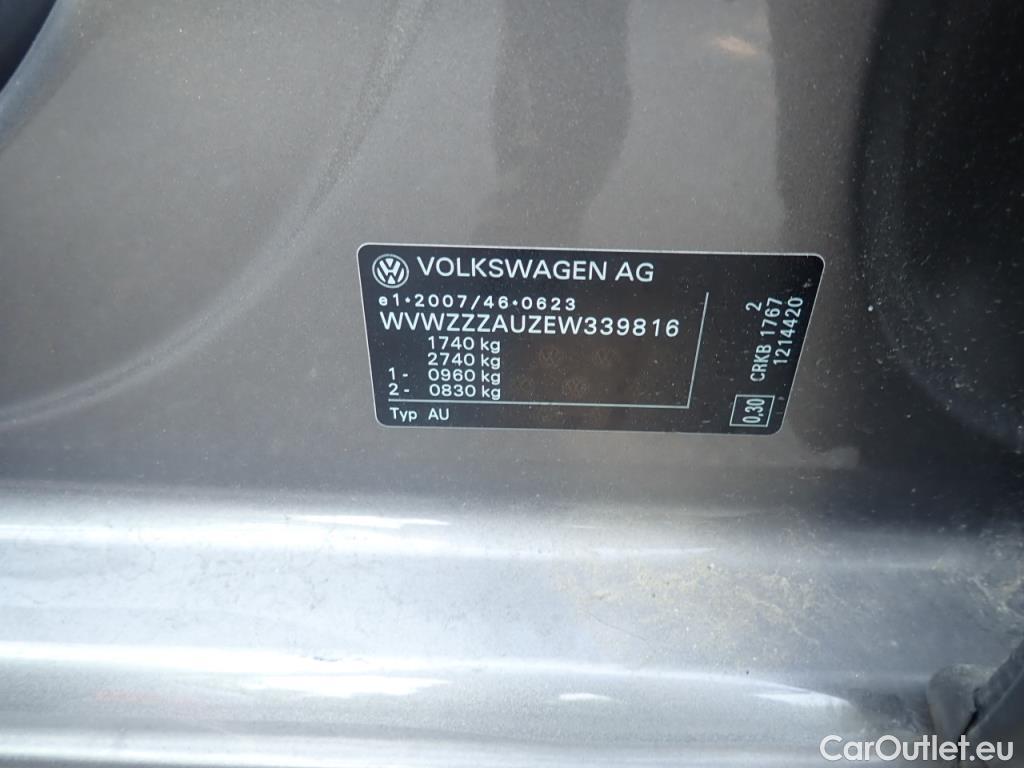 VOLKSWAGEN AG
e1*2007/46*0623
WVWZZZAUZEW339816
1740 kg
2740 kg
1- 0960 kg
2- 0830 kg
Typ AU
2
CRKB 1767
1214420
0,30
CarOutlet.eu